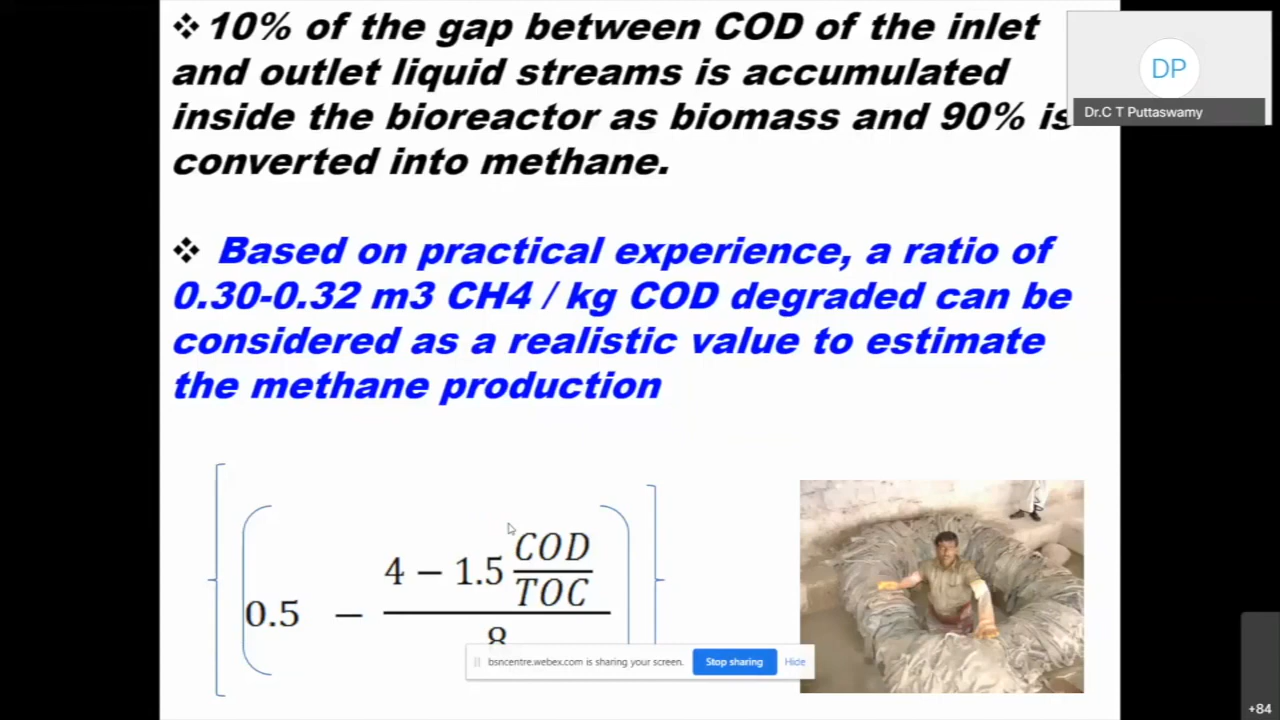 ❖ 10% of the gap between COD of the inlet
and outlet liquid streams is accumulated
inside the bioreactor as biomass and 90% is
converted into methane.
❖ Based on practical experience, a ratio of
0.30-0.32 m3 CH4 / kg COD degraded can be
considered as a realistic value to estimate
the methane production
COD
4 − 1.5
TOC
0.5 −
8
DP
Dr.C T Puttaswamy
bsncentre.webex.com is sharing your screen. Stop sharing Hide
+84